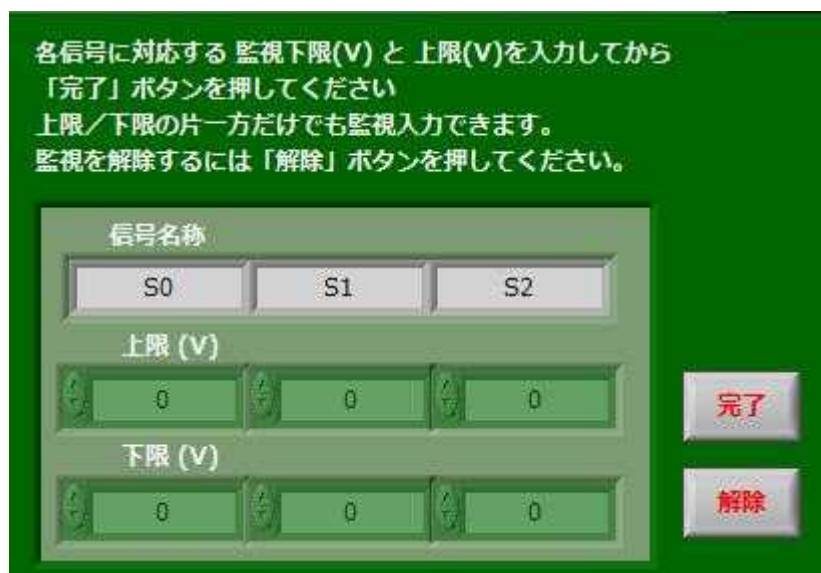 各信号に対応する 監視下限(V) と 上限(V)を入力してから
「完了」ボタンを押してください
上限／下限の片一方だけでも監視入力できます。
監視を解除するには「解除」ボタンを押してください。
信号名称
S0 S1 S2
上限 (V)
0 0 0
完了
下限 (V)
0 0 0
解除